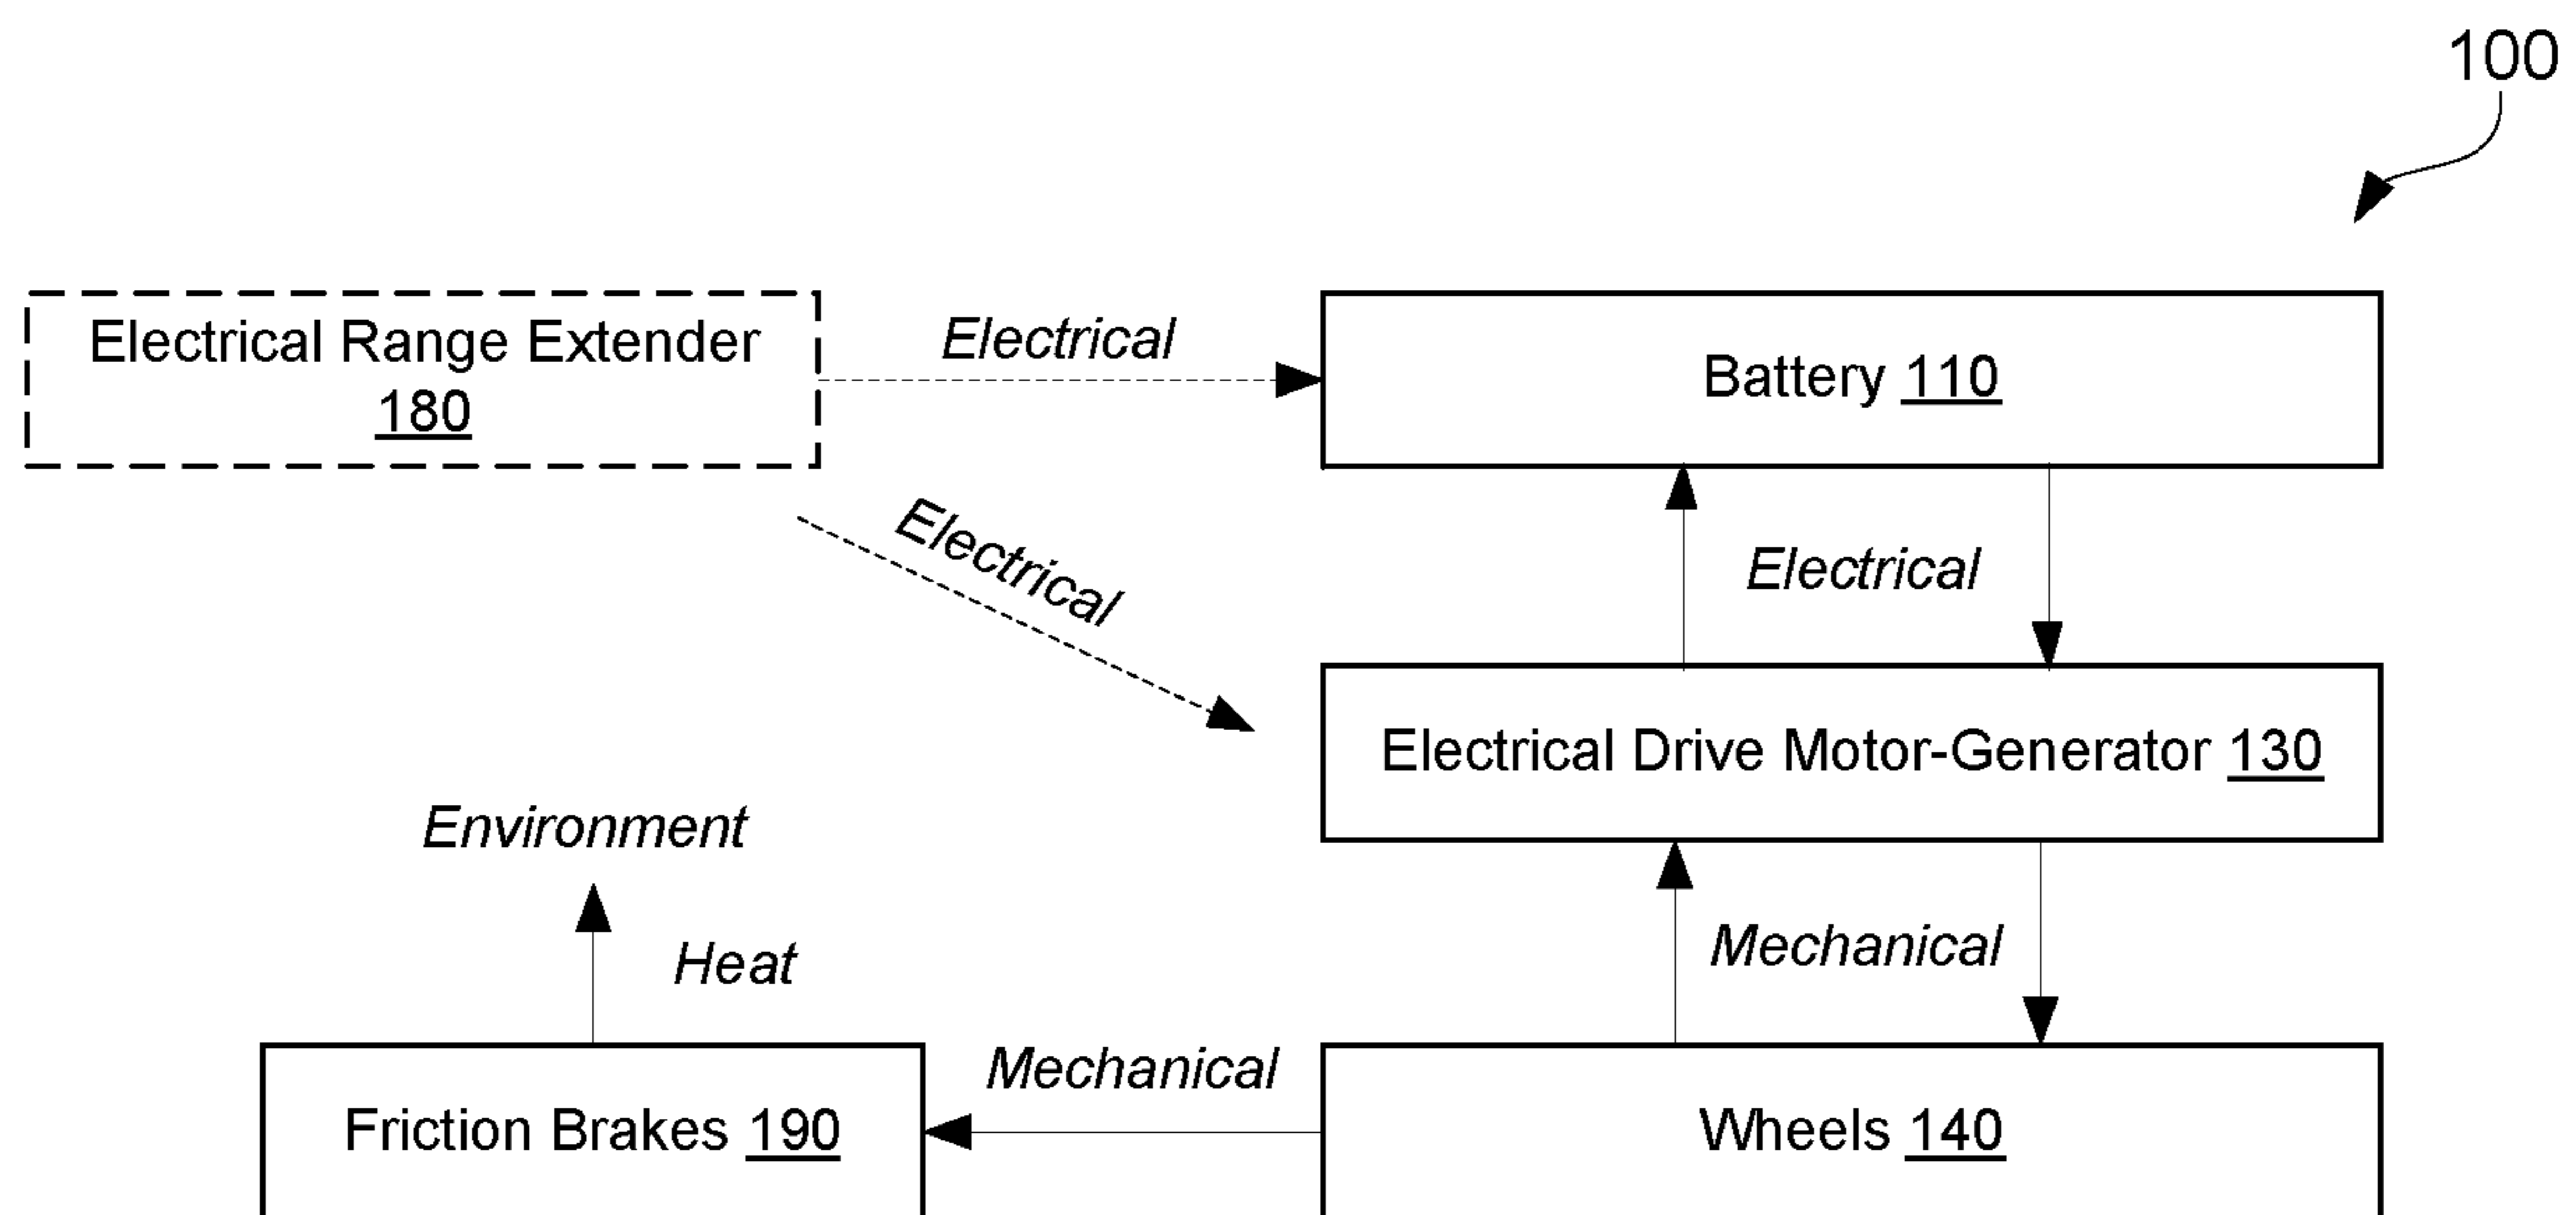 100
Electrical Range Extender
180
Electrical
Battery 110
Electrical
Electrical
Electrical Drive Motor-Generator 130
Environment
Heat
Mechanical
Mechanical
Friction Brakes 190
Wheels 140